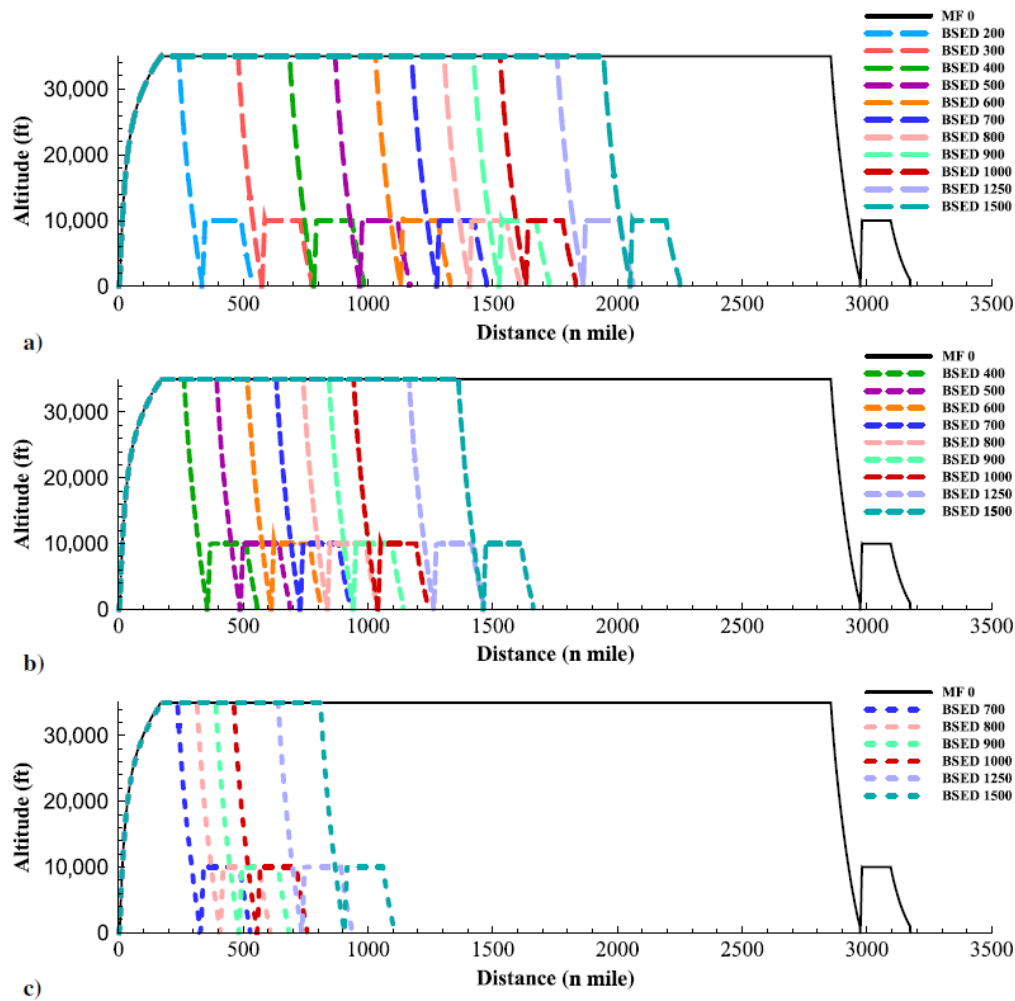 MF 0
BSED 200
BSED 300
BSED 400
BSED 500
BSED 600
BSED 700
BSED 800
BSED 900
BSED 1000
BSED 1250
BSED 1500
Altitude (ft)
30,000
20,000
10,000
0
0 500 1000 1500 2000 2500 3000 3500
Distance (n mile)
a)
MF 0
BSED 400
BSED 500
BSED 600
BSED 700
BSED 800
BSED 900
BSED 1000
BSED 1250
BSED 1500
Altitude (ft)
30,000
20,000
10,000
0
0 500 1000 1500 2000 2500 3000 3500
Distance (n mile)
b)
MF 0
BSED 700
BSED 800
BSED 900
BSED 1000
BSED 1250
BSED 1500
Altitude (ft)
30,000
20,000
10,000
0
0 500 1000 1500 2000 2500 3000 3500
Distance (n mile)
c)